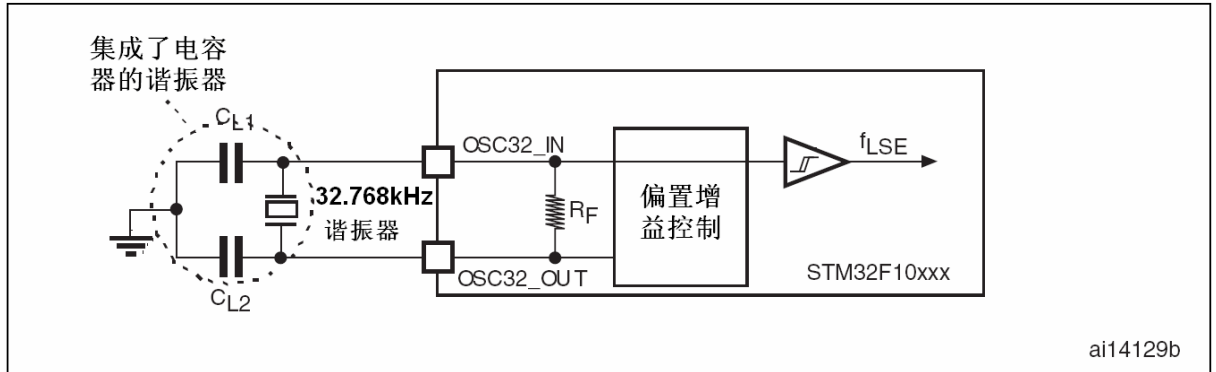 集成了电容
器的谐振器
CL1
OSC32_IN
fLSE
32.768kHz
谐振器
RF
偏置增
益控制
OSC32_OUT
STM32F10xxx
CL2
ai14129b